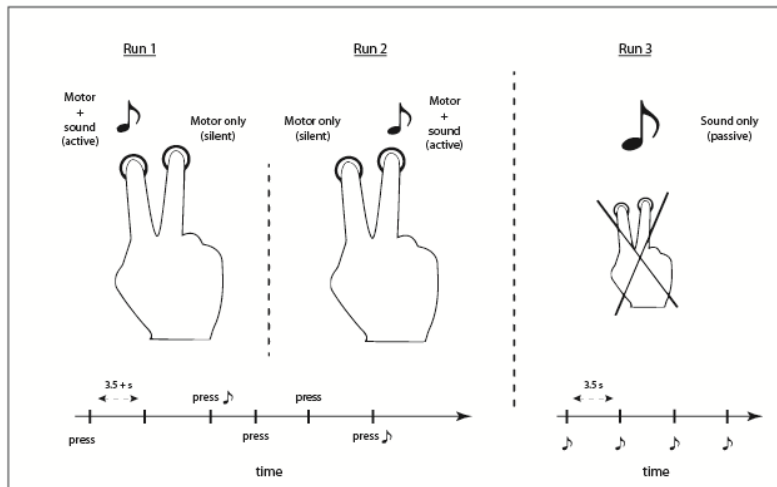 Run 1
Run 2
Run 3
Motor
+
sound
(active)
Motor only
(silent)
Motor only
(silent)
Motor
+
sound
(active)
Sound only
(passive)
3.5 + s
press
press
3.5 s
press
press
press
time
time